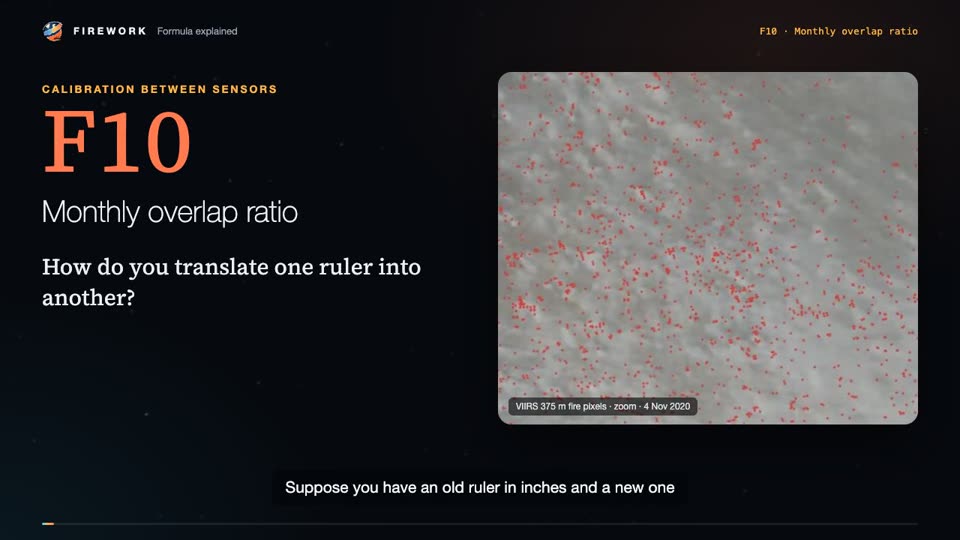 FIREWORK Formula explained
F10 · Monthly overlap ratio
CALIBRATION BETWEEN SENSORS
F10
Monthly overlap ratio
How do you translate one ruler into
another?
VIIRS 375 m fire pixels · zoom · 4 Nov 2020
Suppose you have an old ruler in inches and a new one